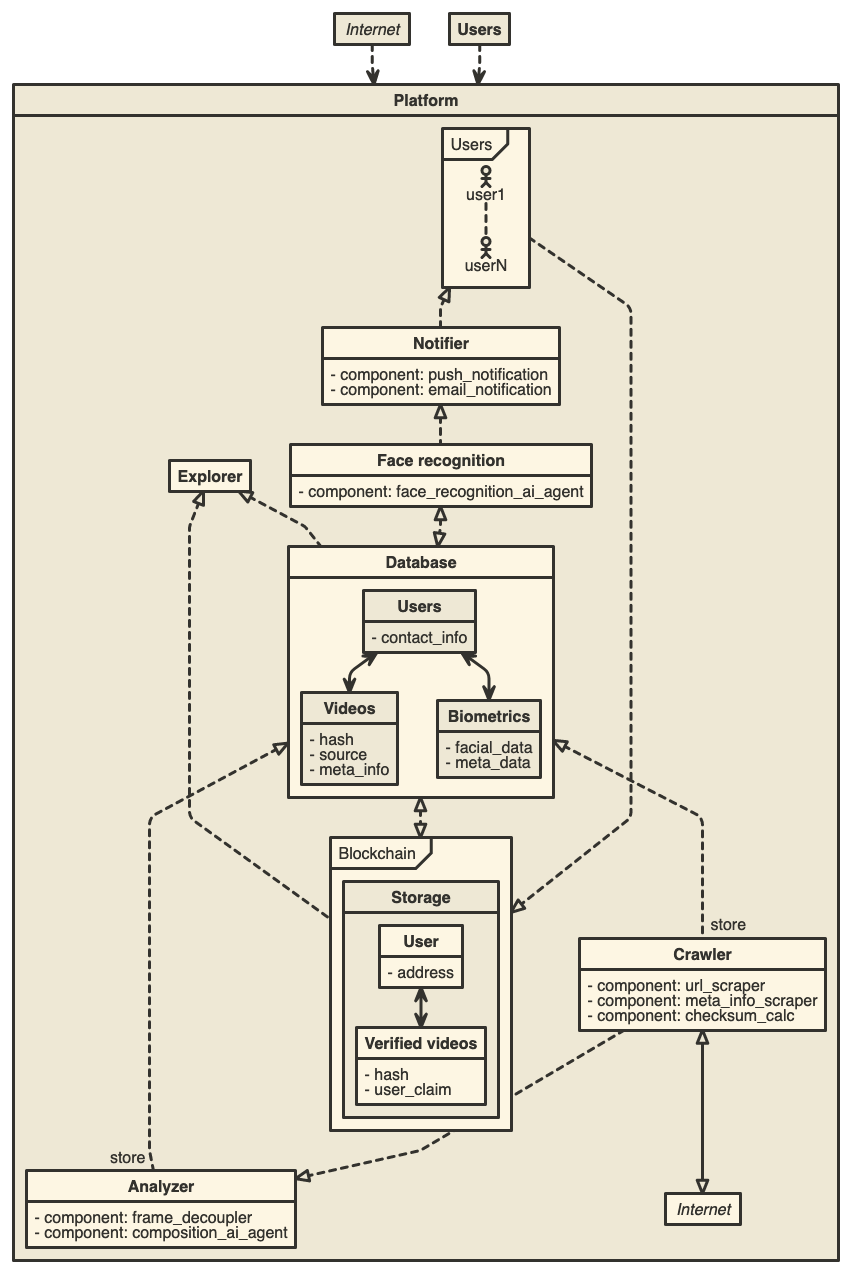 Internet
Users
Platform
Users
user1
userN
Notifier
- component: push_notification
- component: email_notification
Face recognition
- component: face_recognition_ai_agent
Explorer
Database
Users
- contact_info
Videos
- hash
- source
- meta_info
Biometrics
- facial_data
- meta_data
Blockchain
Storage
User
- address
Verified videos
- hash
- user_claim
store
Crawler
- component: url_scraper
- component: meta_info_scraper
- component: checksum_calc
store
Analyzer
- component: frame_decoupler
- component: composition_ai_agent
Internet